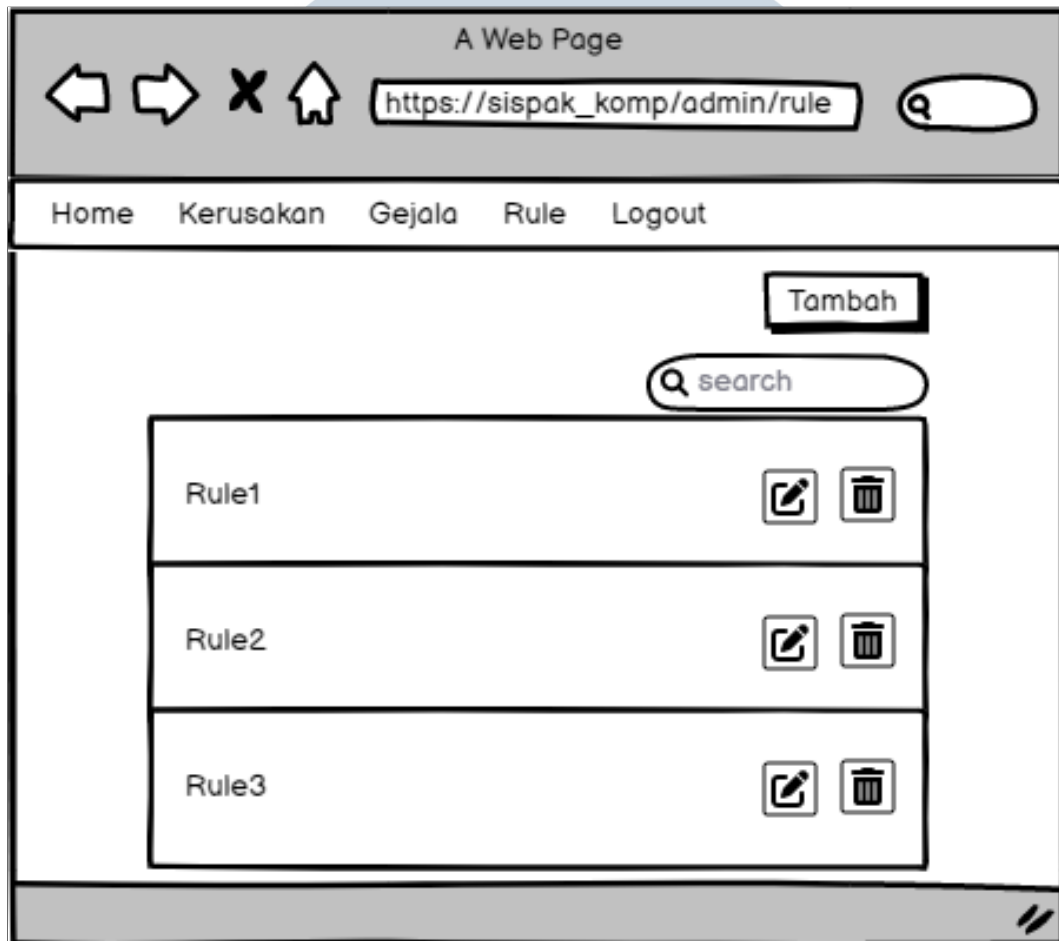 A Web Page
https://sispak_komp/admin/rule
Home Kerusakan Gejala Rule Logout
Tambah
search
Rule1
Rule2
Rule3